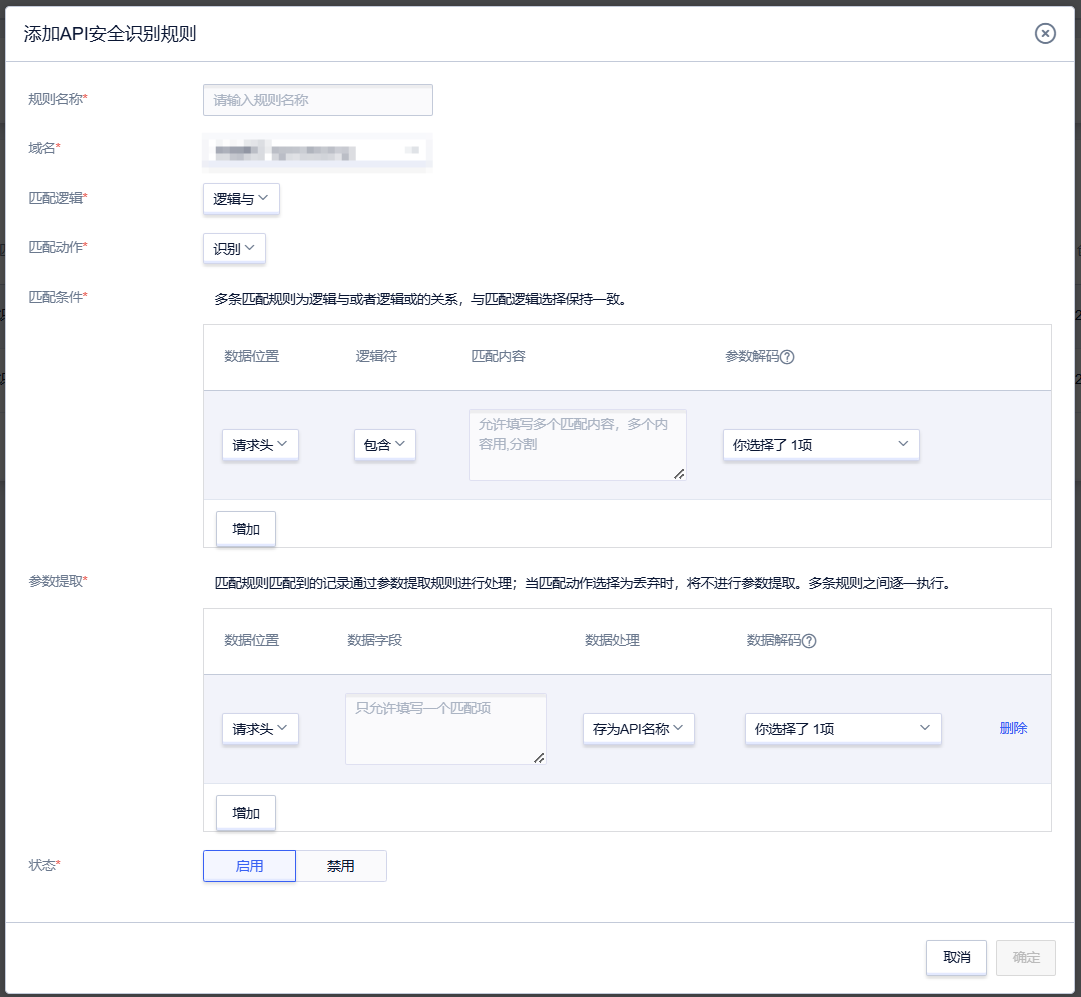 添加API安全识别规则
规则名称*
请输入规则名称
域名*
匹配逻辑*
逻辑与
匹配动作*
识别
匹配条件*
多条匹配规则为逻辑与或者逻辑或的关系，与匹配逻辑选择保持一致。
数据位置 逻辑符 匹配内容 参数解码?
请求头 包含 允许填写多个匹配内容，多个内
容用,分割
你选择了 1项
增加
参数提取*
匹配规则匹配到的记录通过参数提取规则进行处理；当匹配动作选择为丢弃时，将不进行参数提取。多条规则之间逐一执行。
数据位置 数据字段 数据处理 数据解码?
请求头 只允许填写一个匹配项 存为API名称 你选择了 1项 删除
增加
状态*
启用 禁用
取消 确定